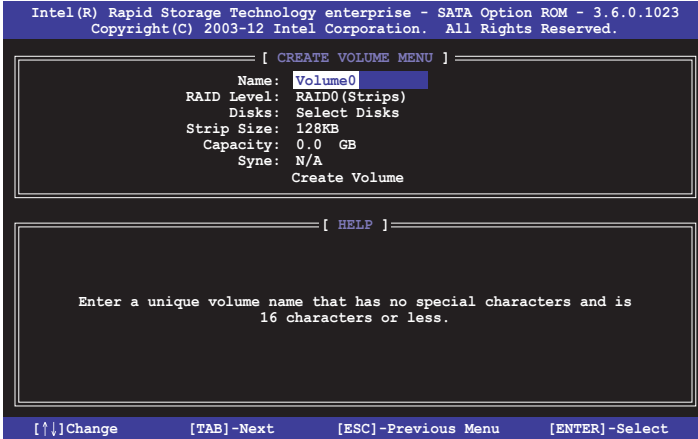 Intel(R) Rapid Storage Technology enterprise - SATA Option ROM - 3.6.0.1023
Copyright(C) 2003-12 Intel Corporation.  All Rights Reserved.
[ CREATE VOLUME MENU ]
Name: Volume0
RAID Level: RAID0(Strips)
Disks: Select Disks
Strip Size: 128KB
Capacity: 0.0 GB
Syne: N/A
Create Volume
[ HELP ]
Enter a unique volume name that has no special characters and is
16 characters or less.
[↑↓]Change [TAB]-Next [ESC]-Previous Menu [ENTER]-Select